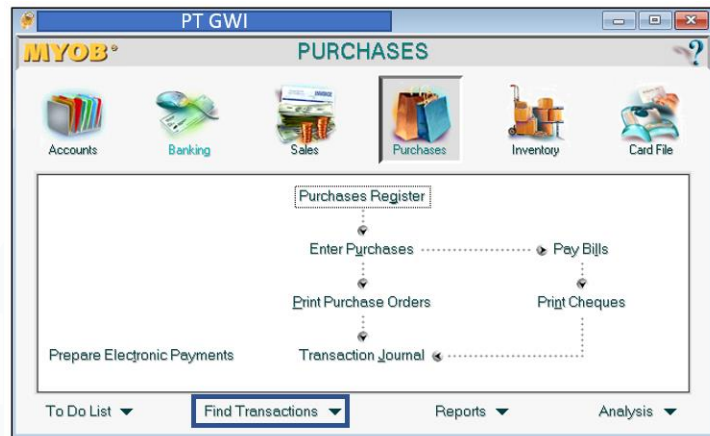 PT GWI
MYOB®
PURCHASES
?
Accounts
Banking
Sales
Purchases
Inventory
Card File
Purchases Register
Enter Purchases
Pay Bills
Print Purchase Orders
Print Cheques
Prepare Electronic Payments
Transaction Journal
To Do List
Find Transactions
Reports
Analysis